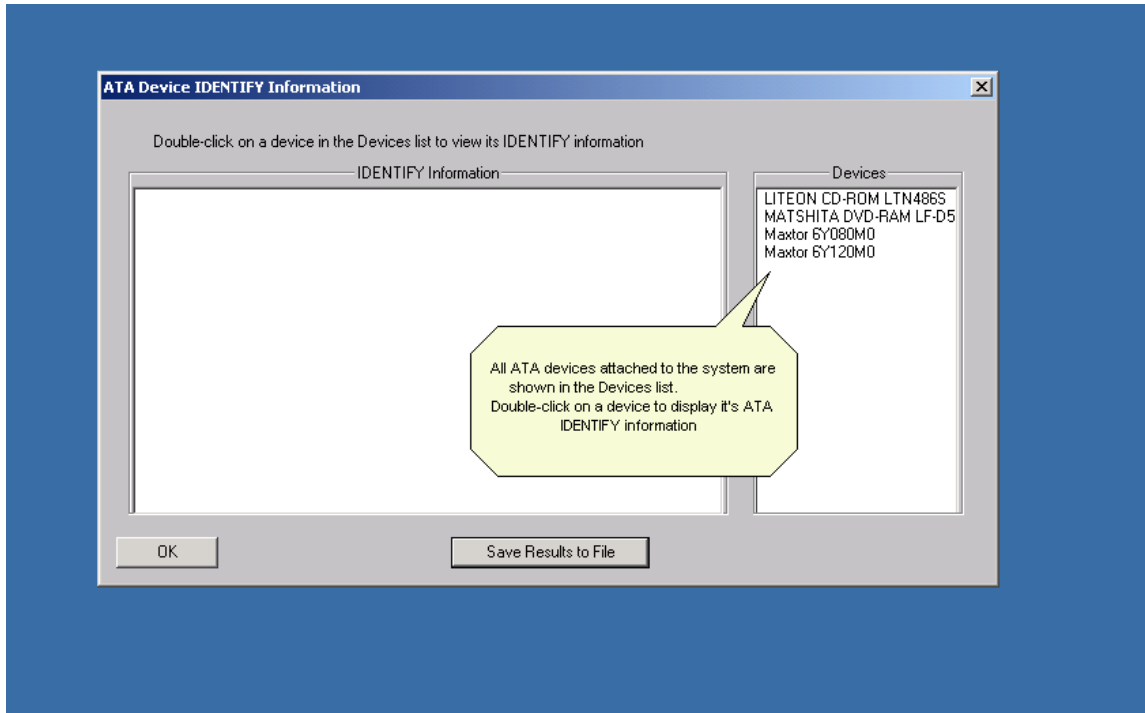 ATA Device IDENTIFY Information
Double-click on a device in the Devices list to view its IDENTIFY information
IDENTIFY Information
Devices
LITEON CD-ROM LTN486S
MATSHITA DVD-RAM LF-D5
Maxtor 6Y080M0
Maxtor 6Y120M0
All ATA devices attached to the system are
shown in the Devices list.
Double-click on a device to display it's ATA
IDENTIFY information
OK
Save Results to File